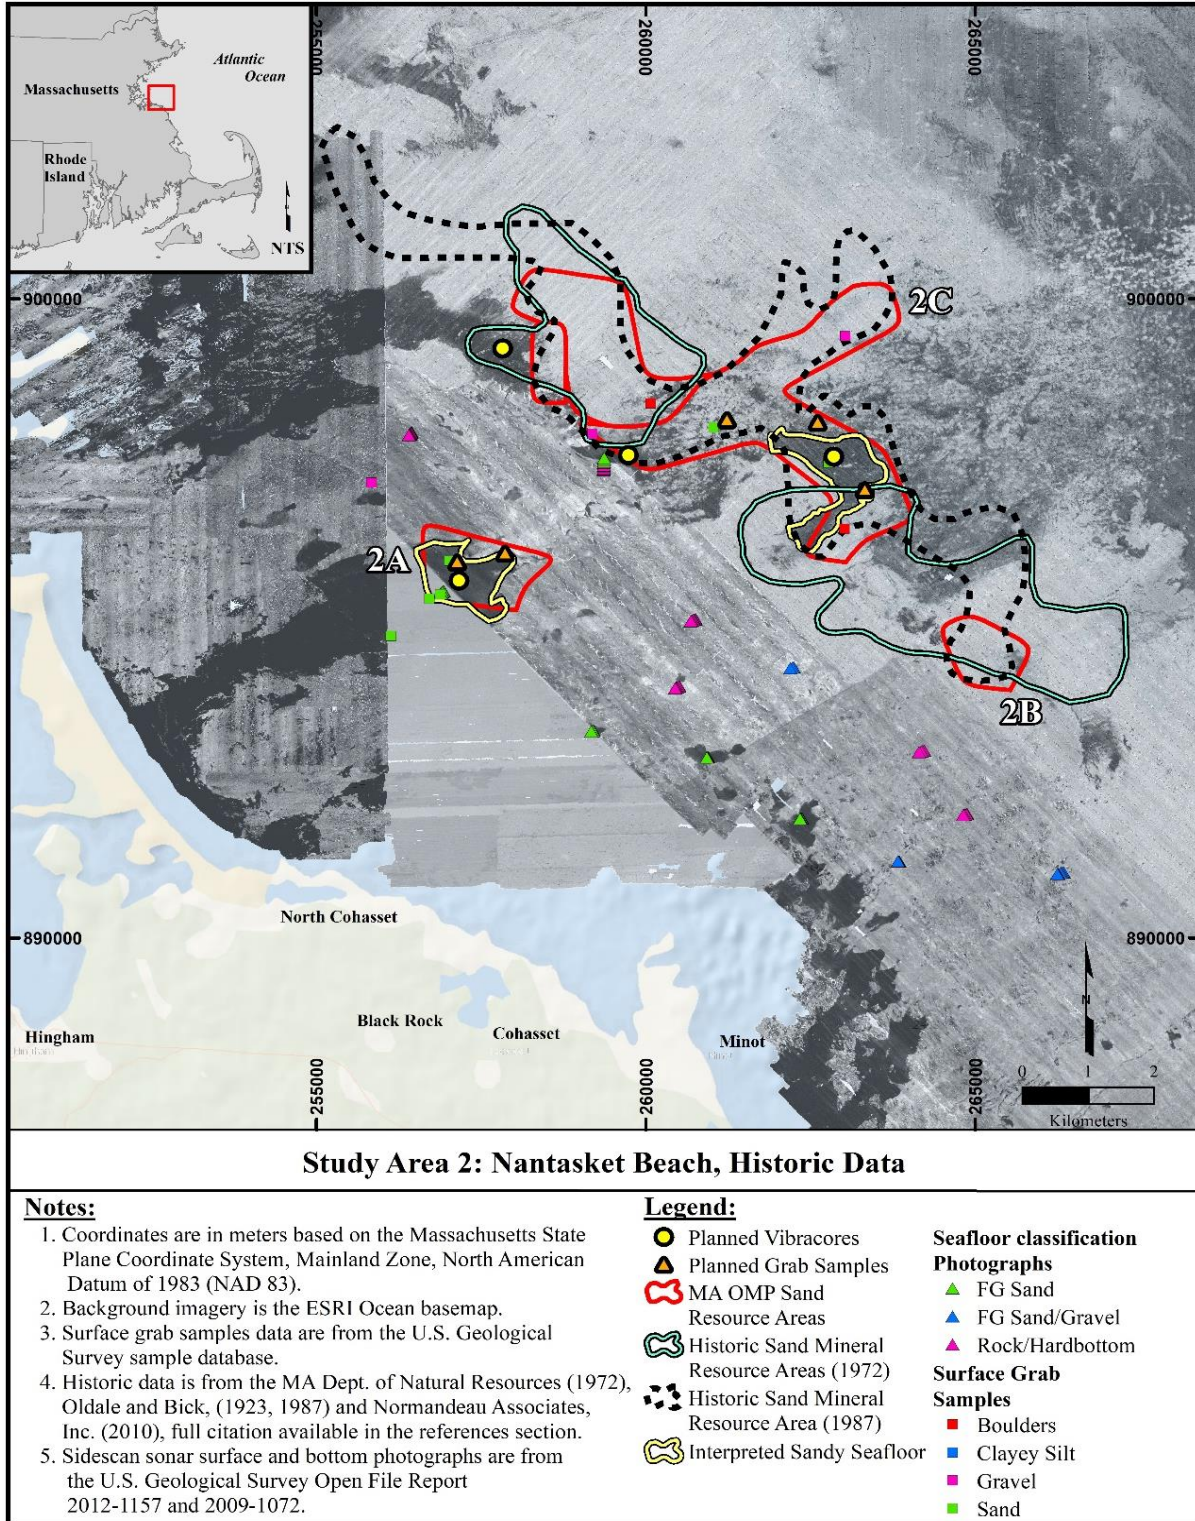 255000
260000
265000
Atlantic
Ocean
Massachusetts
Rhode
Island
NTS
900000
900000
2C
2A
2B
890000
890000
North Cohasset
Black Rock
Cohasset
Hingham
Hingham
Minot
N
255000
260000
265000
0 1 2
Kilometers
Study Area 2: Nantasket Beach, Historic Data
Notes:
1. Coordinates are in meters based on the Massachusetts State
Plane Coordinate System, Mainland Zone, North American
Datum of 1983 (NAD 83).
2. Background imagery is the ESRI Ocean basemap.
3. Surface grab samples data are from the U.S. Geological
Survey sample database.
4. Historic data is from the MA Dept. of Natural Resources (1972),
Oldale and Bick, (1923, 1987) and Normandeau Associates,
Inc. (2010), full citation available in the references section.
5. Sidescan sonar surface and bottom photographs are from
the U.S. Geological Survey Open File Report
2012-1157 and 2009-1072.
Legend:
Planned Vibracores
Planned Grab Samples
MA OMP Sand
Resource Areas
Historic Sand Mineral
Resource Areas (1972)
Historic Sand Mineral
Resource Area (1987)
Interpreted Sandy Seafloor
Seafloor classification
Photographs
FG Sand
FG Sand/Gravel
Rock/Hardbottom
Surface Grab
Samples
Boulders
Clayey Silt
Gravel
Sand